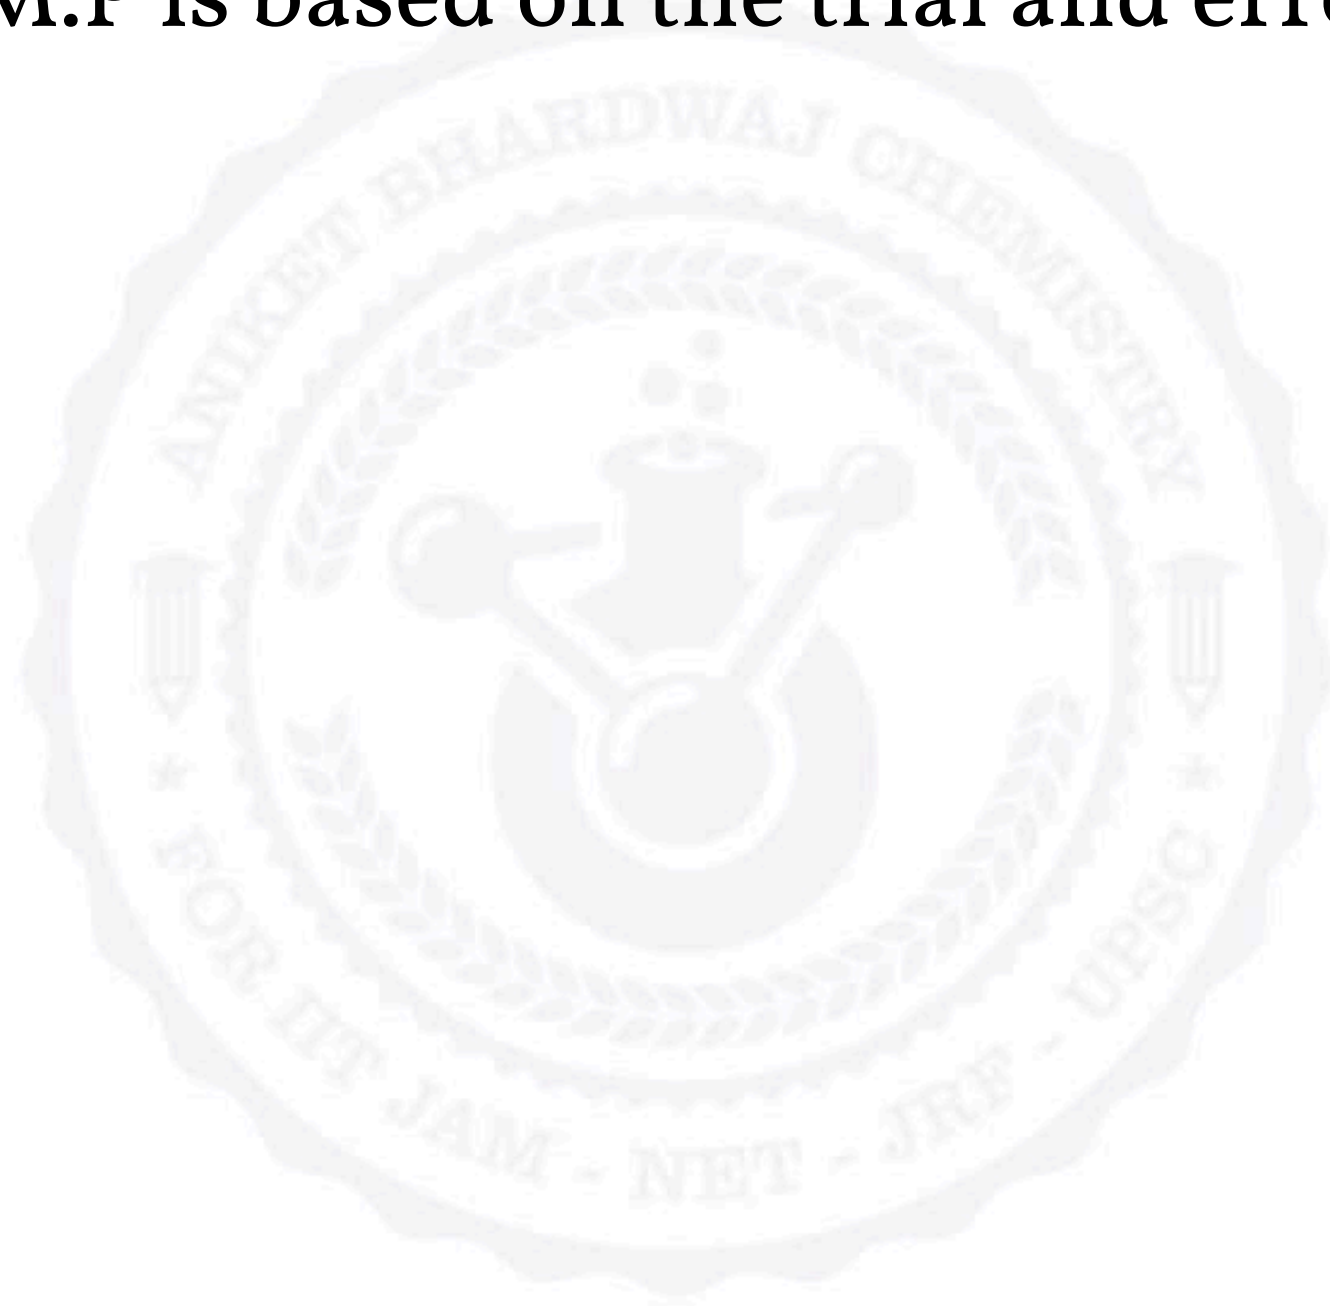 M.P is based on the trial and erro
ANIKET BHARDWAJ CHEMISTRY
FOR IIT JAM - NET - JRF - UPSC